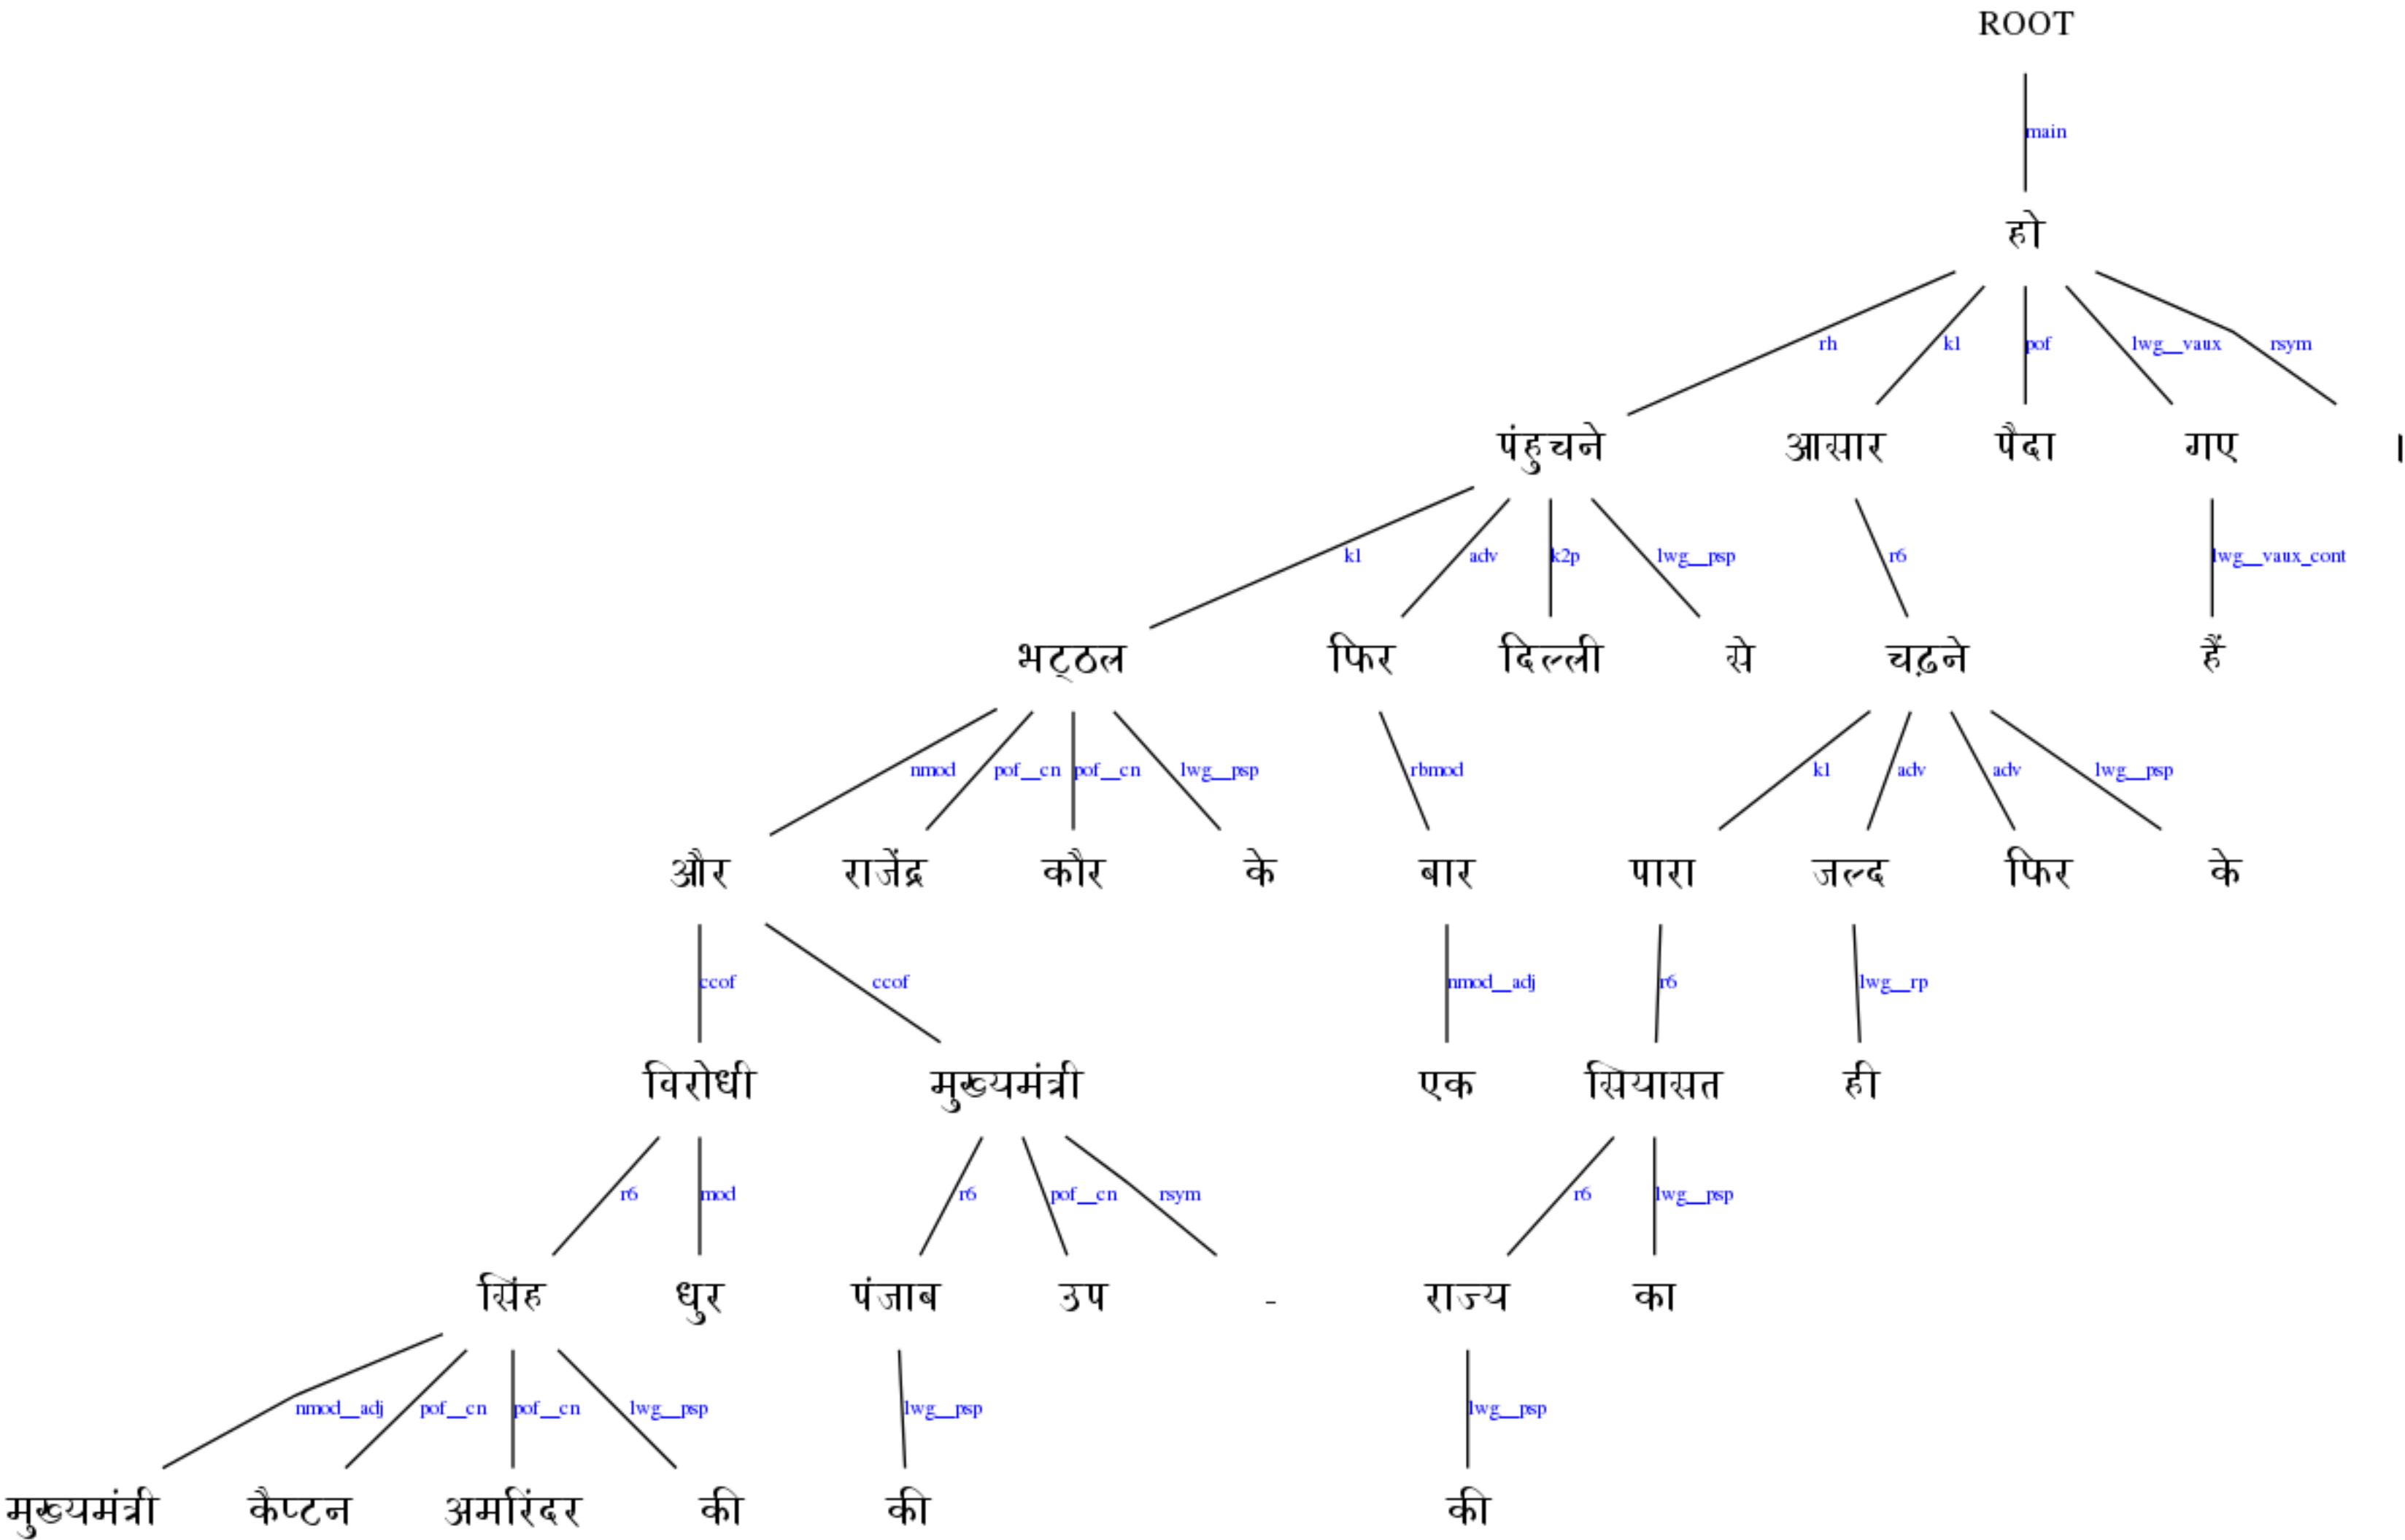 ROOT
main
हो
rh k1 pof lwg__vaux rsym
पंहुचने आसार पैदा गए ।
k1 adv k2p lwg__psp r6 lwg__vaux_cont
भट्ठल फिर दिल्ली से चढ़ने हैं
nmod pof__cn pof__cn lwg__psp rbmod k1 adv adv lwg__psp
और राजेंद्र कौर के बार पारा जल्द फिर के
ccof ccof nmod__adj r6 lwg__rp
विरोधी मुख्यमंत्री एक सियासत ही
r6 mod r6 pof__cn rsym r6 lwg__psp
सिंह धुर पंजाब उप - राज्य का
nmod__adj pof__cn pof__cn lwg__psp lwg__psp lwg__psp
मुख्यमंत्री कैप्टन अमरिंदर की की की